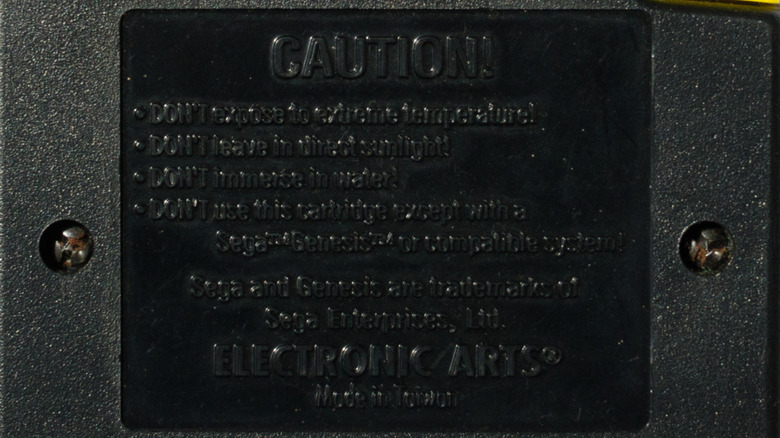 CAUTION!
• DON'T expose to extreme temperature!
• DON'T leave in direct sunlight!
• DON'T immerse in water!
• DON'T use this cartridge except with a
Sega™ Genesis™ or compatible system!
Sega and Genesis are trademarks of
Sega Enterprises, Ltd.
ELECTRONIC ARTS®
Made in Taiwan